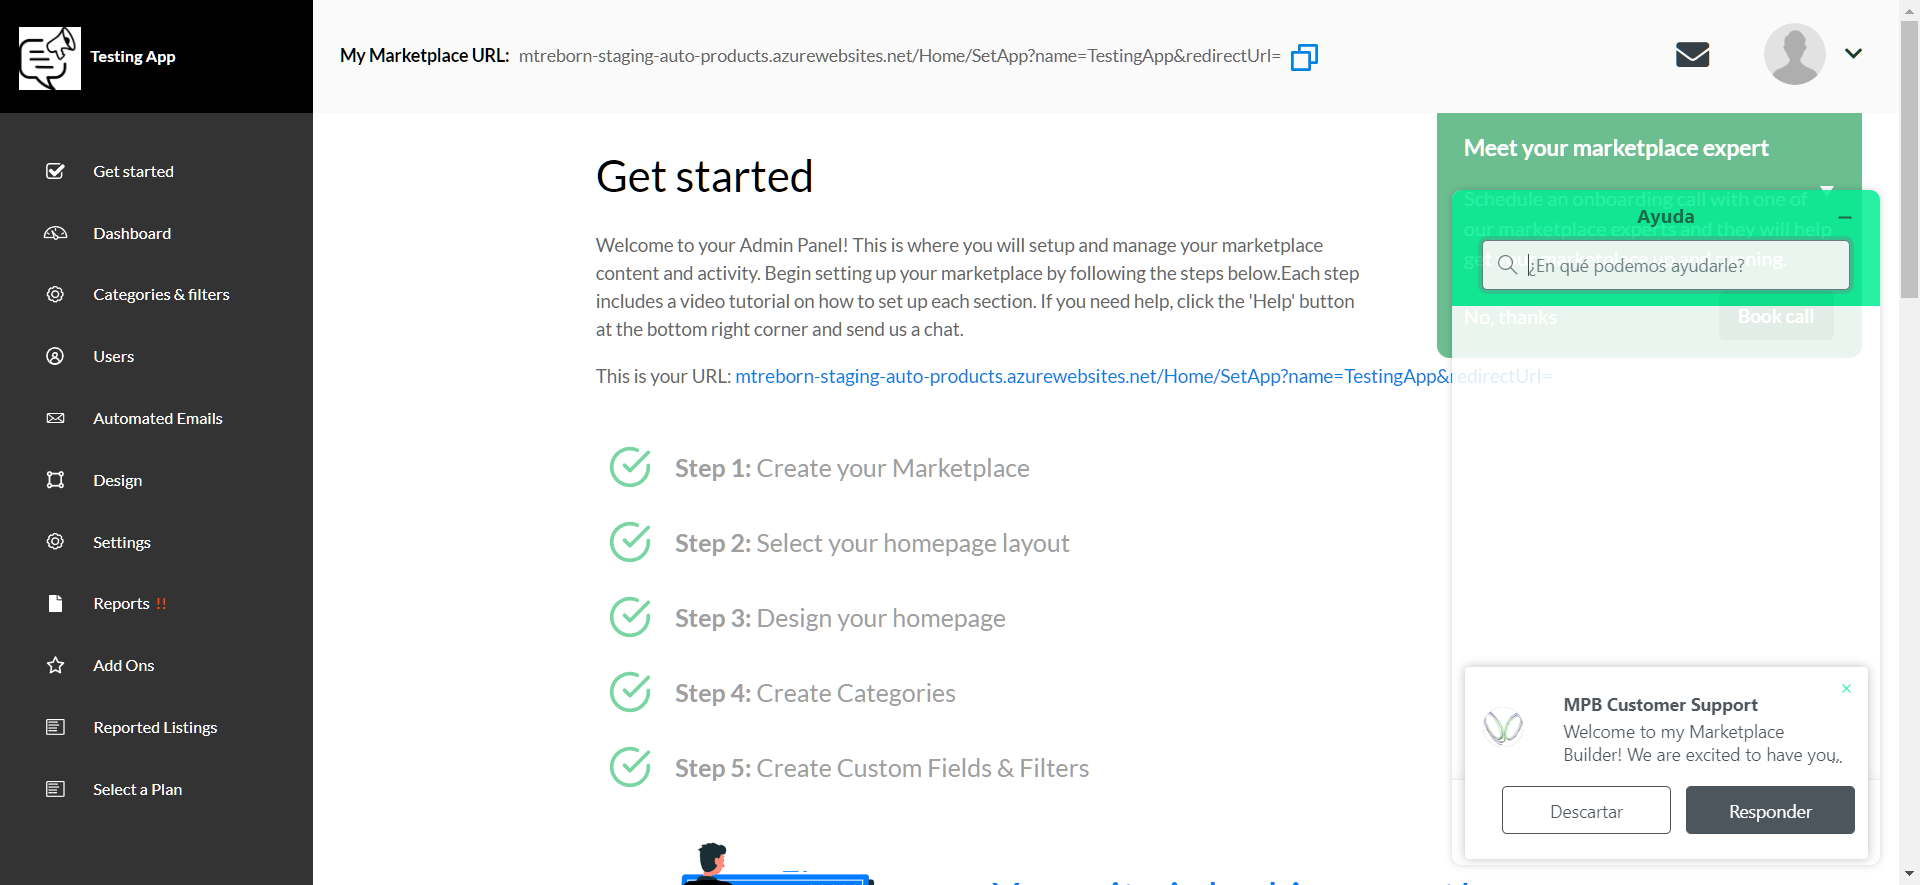 Testing App
My Marketplace URL: mtreborn-staging-auto-products.azurewebsites.net/Home/SetApp?name=TestingApp&redirectUrl=
Get started
Dashboard
Categories & filters
Users
Automated Emails
Design
Settings
Reports !!
Add Ons
Reported Listings
Select a Plan
Get started
Welcome to your Admin Panel! This is where you will setup and manage your marketplace
content and activity. Begin setting up your marketplace by following the steps below.Each step
includes a video tutorial on how to set up each section. If you need help, click the 'Help' button
at the bottom right corner and send us a chat.
This is your URL: mtreborn-staging-auto-products.azurewebsites.net/Home/SetApp?name=TestingApp&redirectUrl=
Step 1: Create your Marketplace
Step 2: Select your homepage layout
Step 3: Design your homepage
Step 4: Create Categories
Step 5: Create Custom Fields & Filters
Meet your marketplace expert
Schedule an onboarding call with one of
our marketplace experts and they will help
get your marketplace up and running.
No, thanks
Book call
Ayuda
¿En qué podemos ayudarle?
MPB Customer Support
Welcome to my Marketplace
Builder! We are excited to have you...
Descartar
Responder